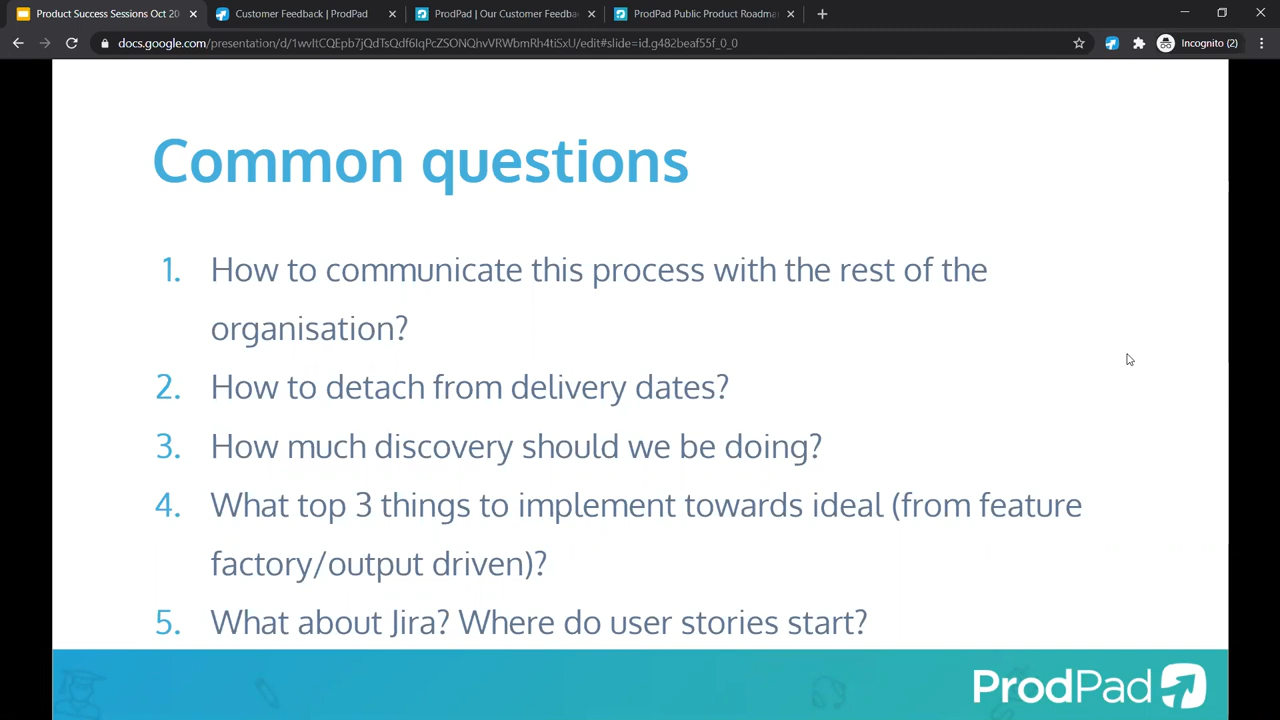 Product Success Sessions Oct 20
Customer Feedback | ProdPad
ProdPad | Our Customer Feedba
ProdPad Public Product Roadma
docs.google.com/presentation/d/1wvItCQEpb7jQdTsQdf6IqPcZSONQhvVRWbmRh4tiSxU/edit#slide=id.g482beaf55f_0_0
Incognito (2)
Common questions
1. How to communicate this process with the rest of the
organisation?
2. How to detach from delivery dates?
3. How much discovery should we be doing?
4. What top 3 things to implement towards ideal (from feature
factory/output driven)?
5. What about Jira? Where do user stories start?
ProdPad